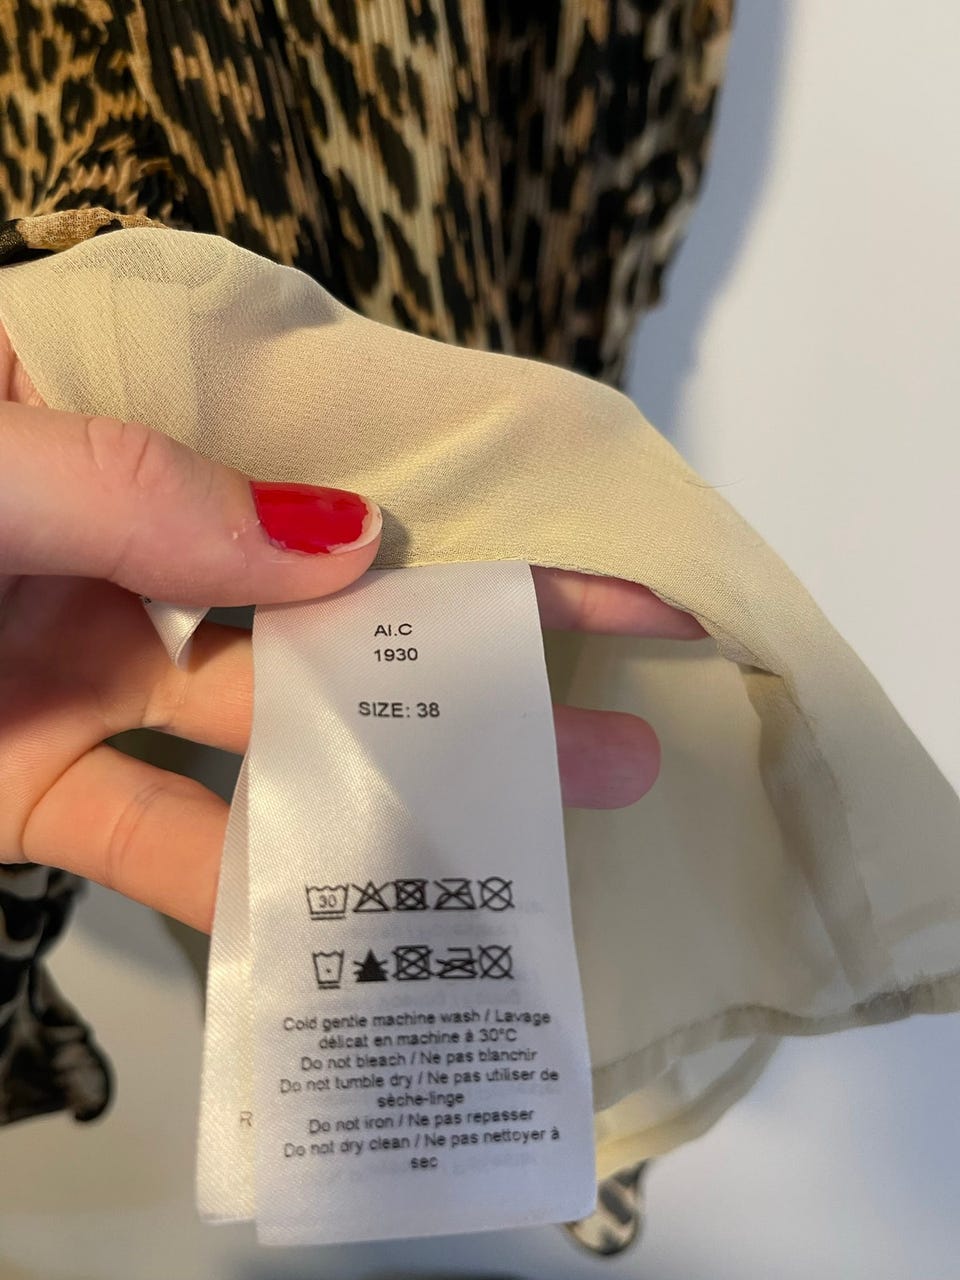 AI.C
1930
SIZE: 38
30
Cold gentle machine wash / Lavage
délicat en machine à 30°C
Do not bleach / Ne pas blanchir
Do not tumble dry / Ne pas utiliser de
sèche-linge
Do not iron / Ne pas repasser
Do not dry clean / Ne pas nettoyer à
sec
R